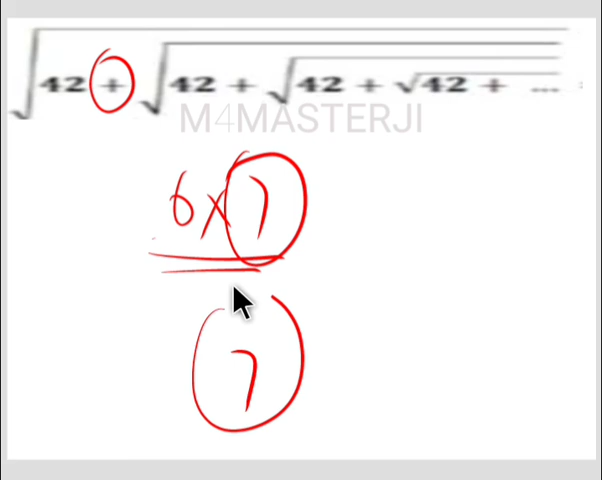 √42 + √42 + √42 + √42 + ...
M4MASTERJI
6 x 7
7